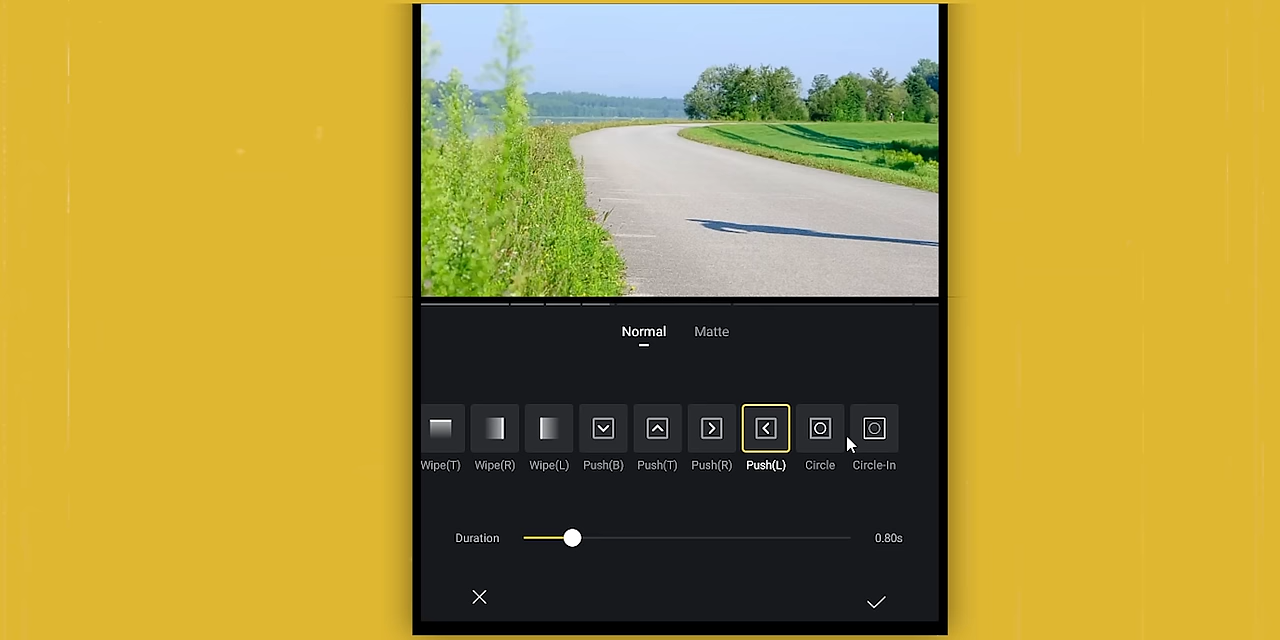 Normal Matte
Wipe(T) Wipe(R) Wipe(L) Push(B) Push(T) Push(R) Push(L) Circle Circle-In
Duration 0.80s